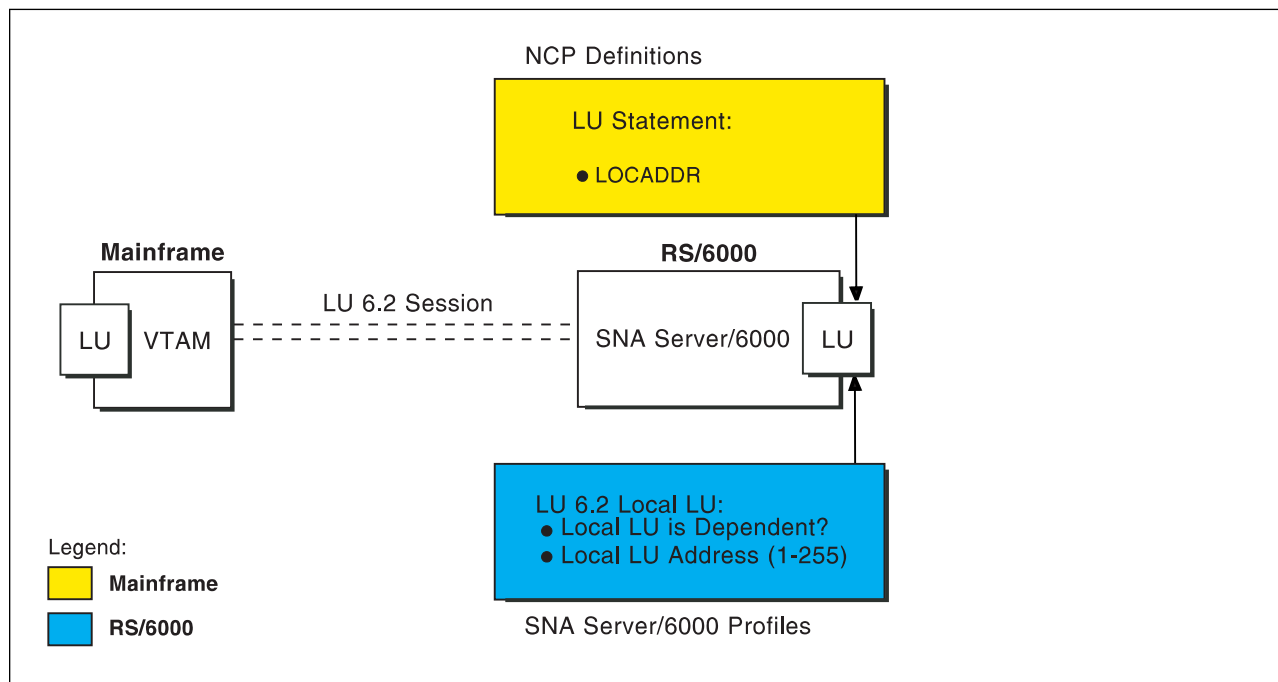 NCP Definitions
LU Statement:
● LOCADDR
Mainframe
RS/6000
LU 6.2 Session
LU
VTAM
SNA Server/6000
LU
LU 6.2 Local LU:
● Local LU is Dependent?
● Local LU Address (1-255)
Legend:
Mainframe
RS/6000
SNA Server/6000 Profiles